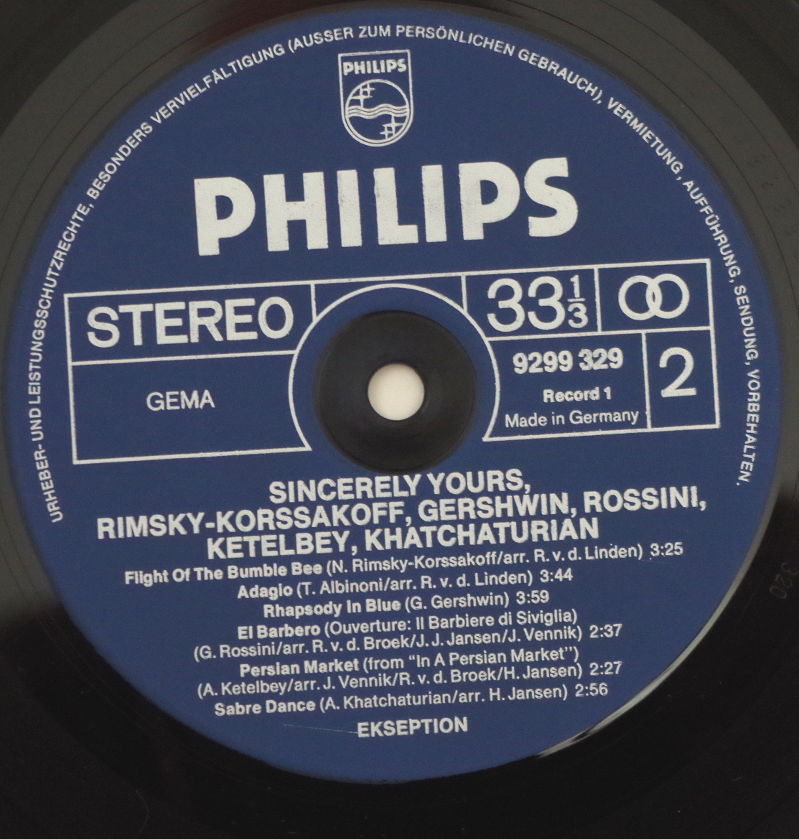 URHEBER- UND LEISTUNGSSCHUTZRECHTE, BESONDERS VERVIELFÄLTIGUNG (AUSSER ZUM PERSÖNLICHEN GEBRAUCH), VERMIETUNG, AUFFÜHRUNG, SENDUNG, VORBEHALTEN.
PHILIPS
PHILIPS
STEREO
33 1/3
GEMA
9299 329
Record 1
Made in Germany
2
SINCERELY YOURS,
RIMSKY-KORSSAKOFF, GERSHWIN, ROSSINI,
KETELBEY, KHATCHATURIAN
Flight Of The Bumble Bee (N. Rimsky-Korssakoff/arr. R. v. d. Linden) 3:25
Adagio (T. Albinoni/arr. R. v. d. Linden) 3:44
Rhapsody In Blue (G. Gershwin) 3:59
El Barbero (Ouverture: Il Barbiere di Siviglia)
(G. Rossini/arr. R. v. d. Broek/J. J. Jansen/J. Vennik) 2:37
Persian Market (from "In A Persian Market")
(A. Ketelbey/arr. J. Vennik/R. v. d. Broek/H. Jansen) 2:27
Sabre Dance (A. Khatchaturian/arr. H. Jansen) 2:56
EKSEPTION